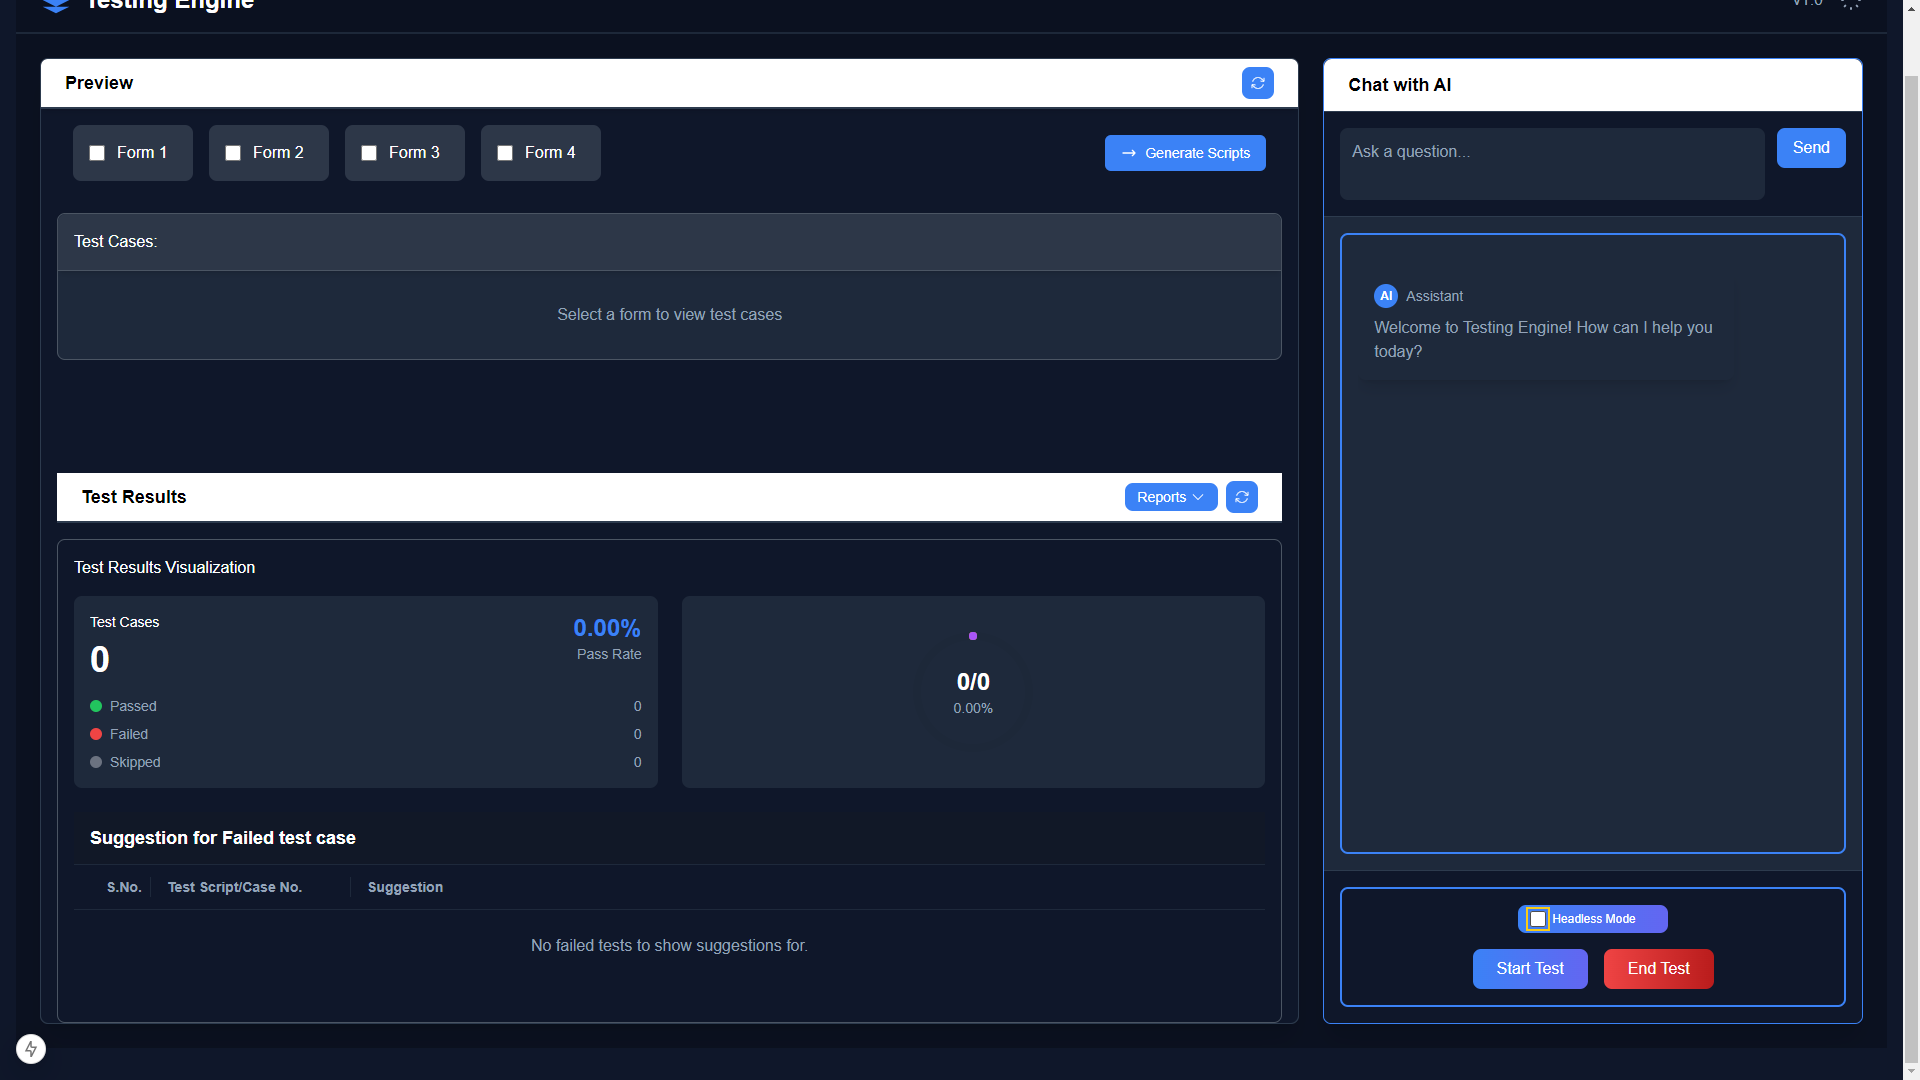 Testing Engine
v1.0
Preview
Form 1
Form 2
Form 3
Form 4
→ Generate Scripts
Test Cases:
Select a form to view test cases
Test Results
Reports
Test Results Visualization
Test Cases
0
0.00%
Pass Rate
Passed 0
Failed 0
Skipped 0
0/0
0.00%
Suggestion for Failed test case
S.No. Test Script/Case No. Suggestion
No failed tests to show suggestions for.
Chat with AI
Ask a question...
Send
AI Assistant
Welcome to Testing Engine! How can I help you
today?
Headless Mode
Start Test
End Test